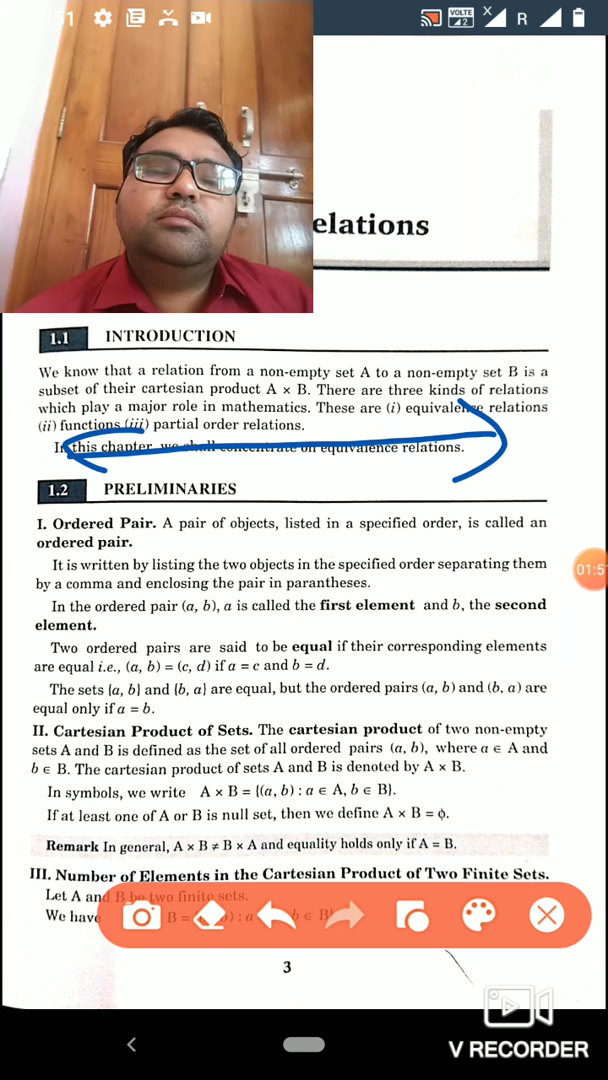 R
VOLTE
2
elations
1.1 INTRODUCTION
We know that a relation from a non-empty set A to a non-empty set B is a
subset of their cartesian product A × B. There are three kinds of relations
which play a major role in mathematics. These are (i) equivalence relations
(ii) functions (iii) partial order relations.
In this chapter, we shall concentrate on equivalence relations.
1.2 PRELIMINARIES
I. Ordered Pair. A pair of objects, listed in a specified order, is called an
ordered pair.
It is written by listing the two objects in the specified order separating them
by a comma and enclosing the pair in parantheses.
In the ordered pair (a, b), a is called the first element and b, the second
element.
Two ordered pairs are said to be equal if their corresponding elements
are equal i.e., (a, b) = (c, d) if a = c and b = d.
The sets {a, b} and {b, a} are equal, but the ordered pairs (a, b) and (b, a) are
equal only if a = b.
II. Cartesian Product of Sets. The cartesian product of two non-empty
sets A and B is defined as the set of all ordered pairs (a, b), where a ∈ A and
b ∈ B. The cartesian product of sets A and B is denoted by A × B.
In symbols, we write A × B = {(a, b) : a ∈ A, b ∈ B}.
If at least one of A or B is null set, then we define A × B = ϕ.
Remark In general, A × B ≠ B × A and equality holds only if A = B.
III. Number of Elements in the Cartesian Product of Two Finite Sets.
Let A and B be two finite sets.
We have
3
V RECORDER